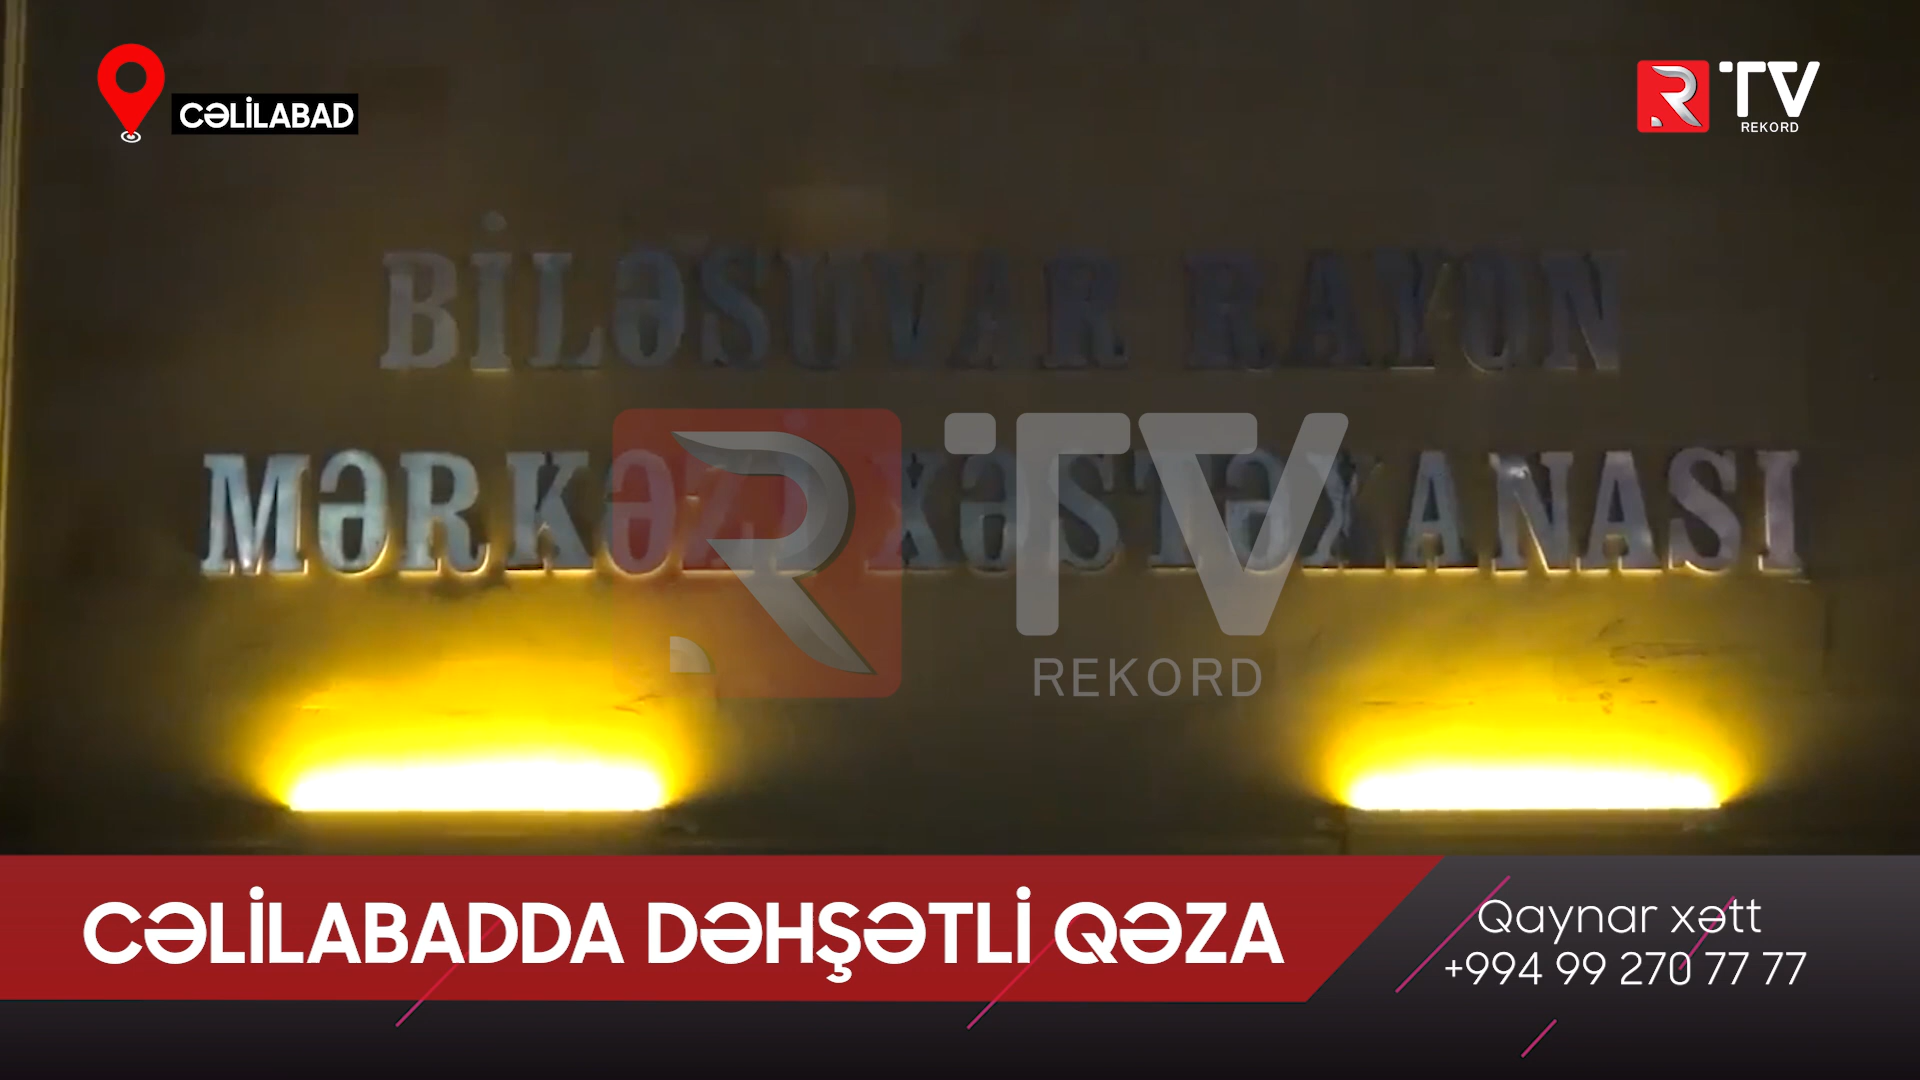 CƏLİLABAD
R TV
REKORD
BİLƏSUVAR RAYON
MƏRKƏZİ XƏSTƏXANASI
R TV
REKORD
CƏLİLABADDA DƏHŞƏTLİ QƏZA
Qaynar xətt
+994 99 270 77 77